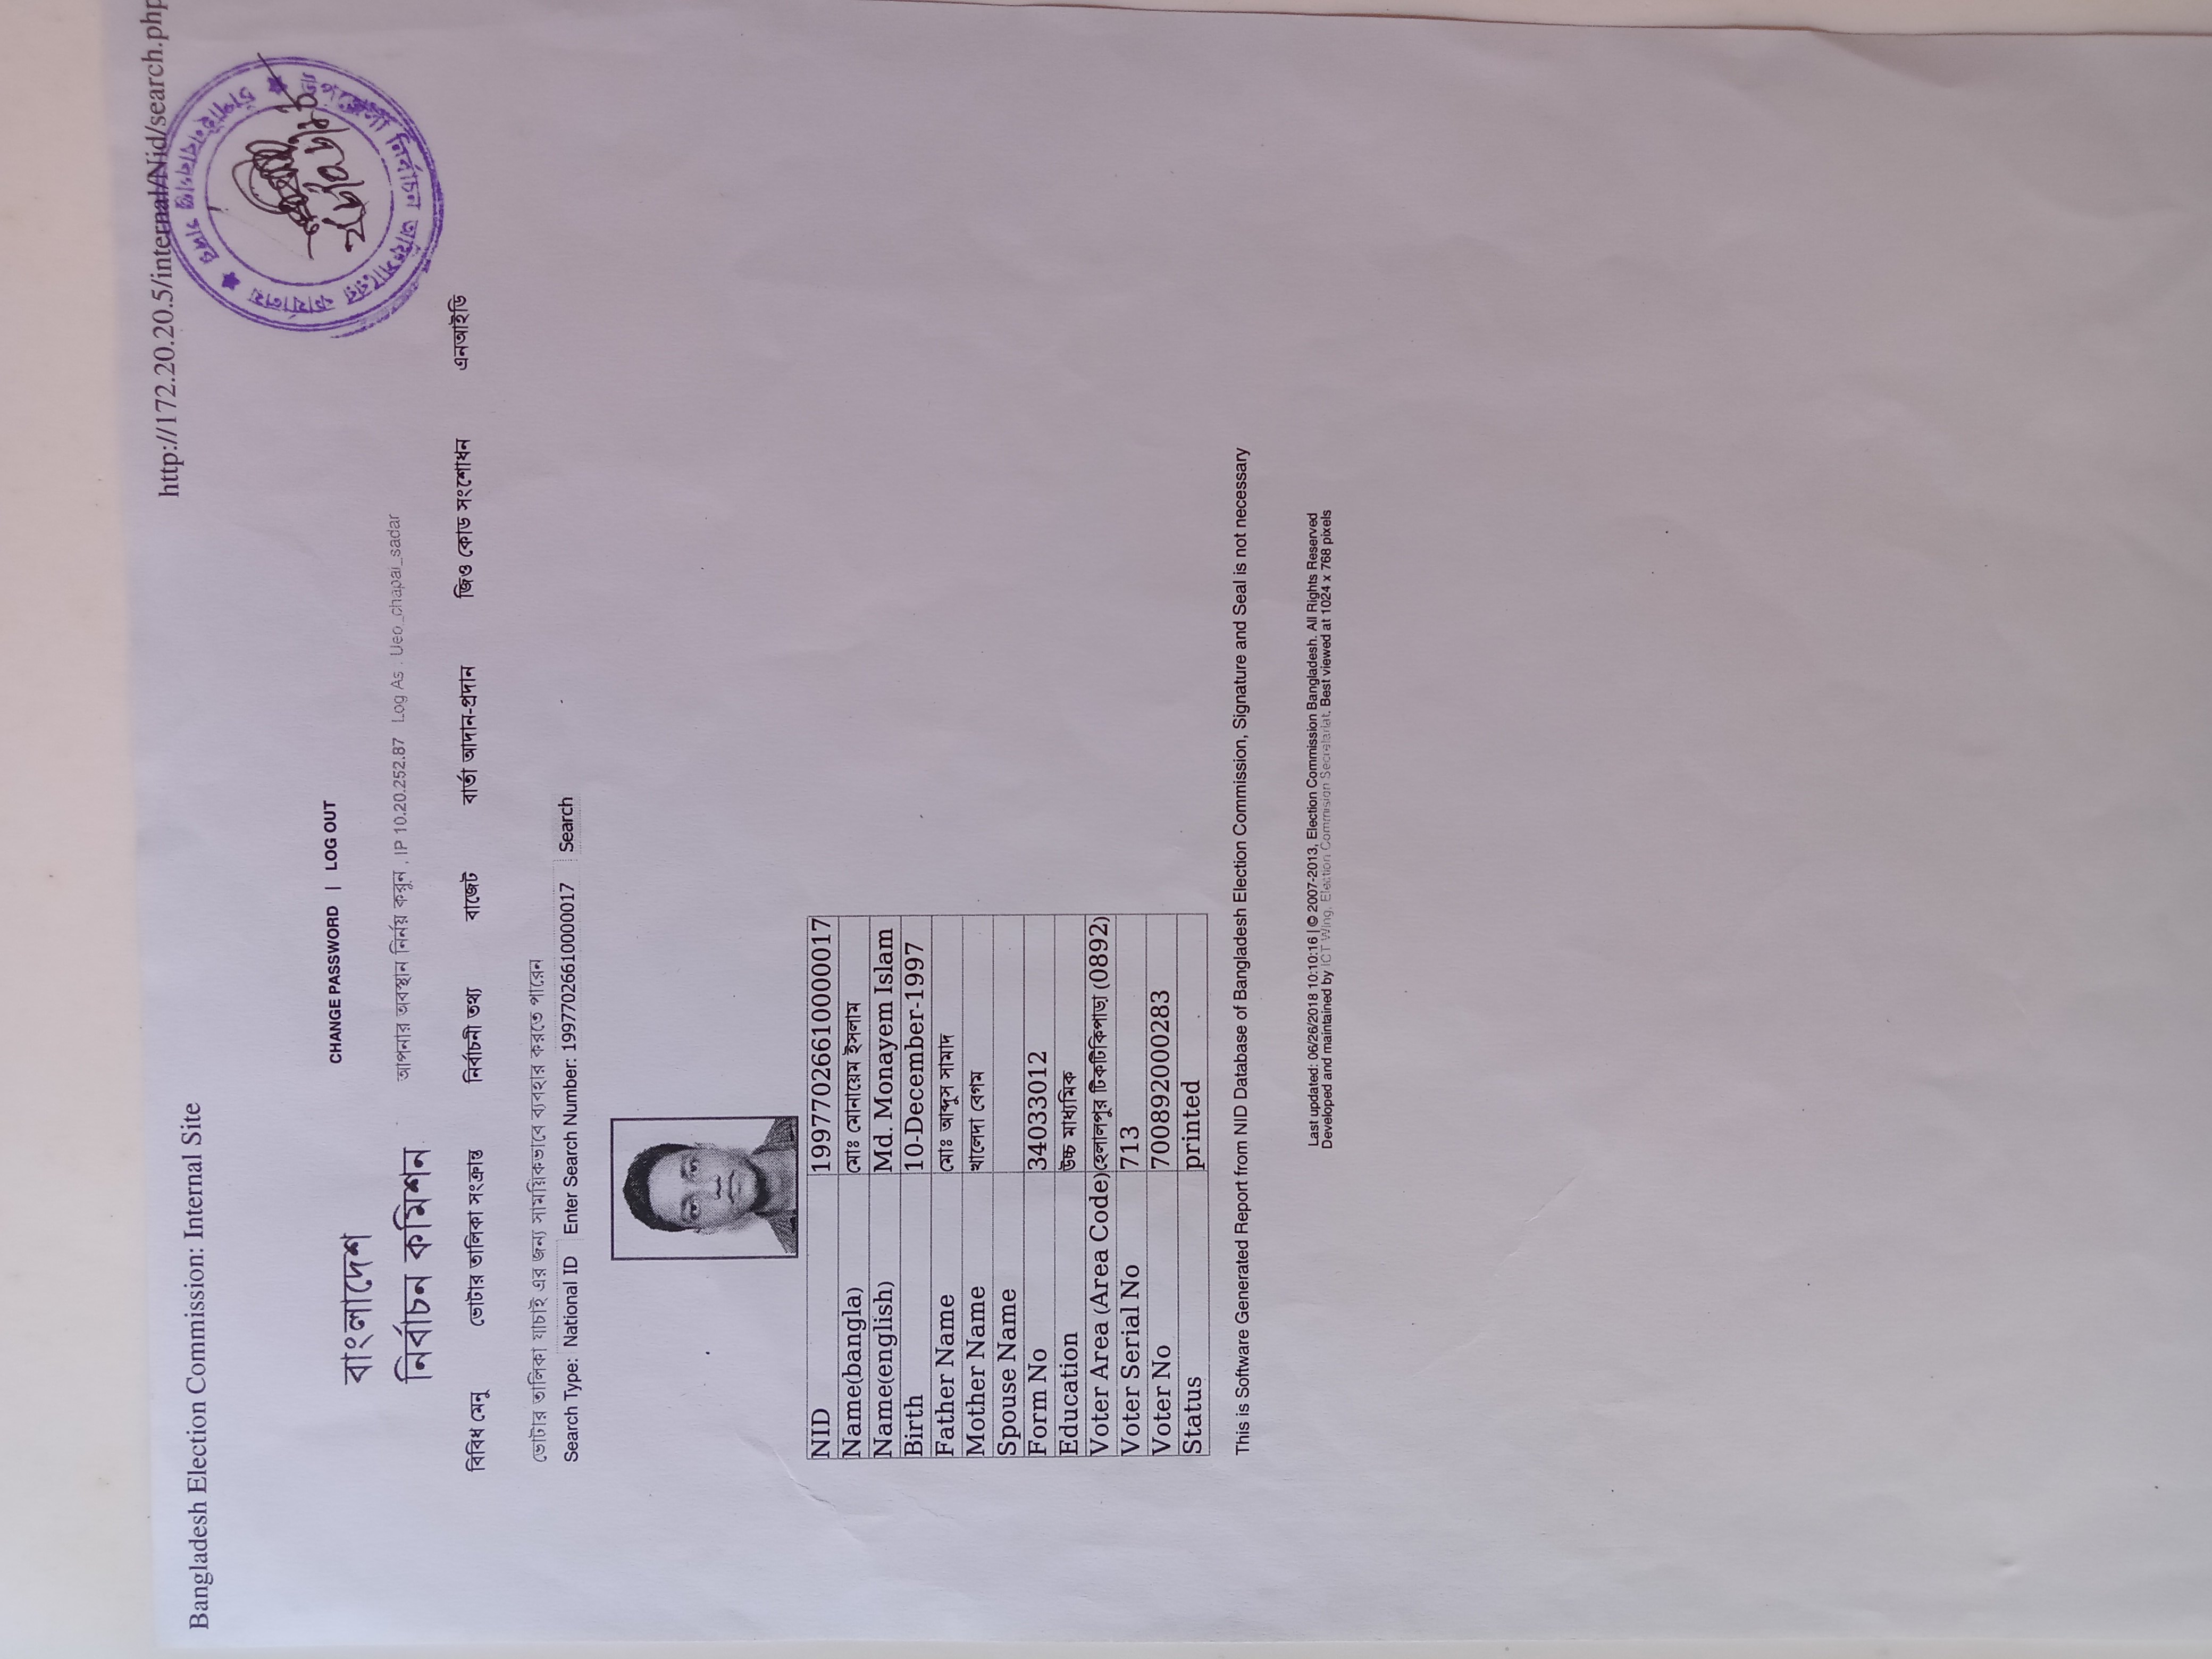 Bangladesh Election Commission: Internal Site
http://172.20.20.5/internal/Nid/search.php
বাংলাদেশ
নির্বাচন কমিশন
CHANGE PASSWORD | LOG OUT
আপনার অবস্থান নির্নয় করুন , IP 10.20.252.87 Log As : Ueo_chapai_sadar
বিবিধ মেনু ভোটার তালিকা সংক্রান্ত নির্বাচনী তথ্য বাজেট বার্তা আদান-প্রদান জিও কোড সংশোধন এনআইডি
ভোটার তালিকা যাচাই এর জন্য সাময়িকভাবে ব্যবহার করতে পারেন
Search Type: National ID Enter Search Number: 19977026610000017 Search
NID 19977026610000017
Name(bangla) মোঃ মোনায়েম ইসলাম
Name(english) Md. Monayem Islam
Birth 10-December-1997
Father Name মোঃ আব্দুস সামাদ
Mother Name খালেদা বেগম
Spouse Name
Form No 34033012
Education উচ্চ মাধ্যমিক
Voter Area (Area Code) (হেলালপুর টিকটিকিপাড়া (0892)
Voter Serial No 713
Voter No 700892000283
Status printed
This is Software Generated Report from NID Database of Bangladesh Election Commission, Signature and Seal is not necessary
Last updated: 06/26/2018 10:10:16 | © 2007-2013, Election Commission Bangladesh. All Rights Reserved
Developed and maintained by ICT Wing, Election Commision Secretariat. Best viewed at 1024 x 768 pixels